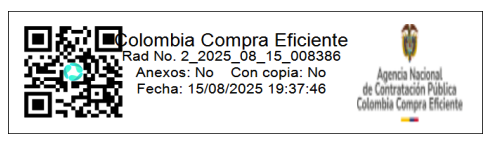 Colombia Compra Eficiente
Rad No. 2_2025_08_15_008386
Anexos: No Con copia: No
Fecha: 15/08/2025 19:37:46
Agencia Nacional
de Contratación Pública
Colombia Compra Eficiente